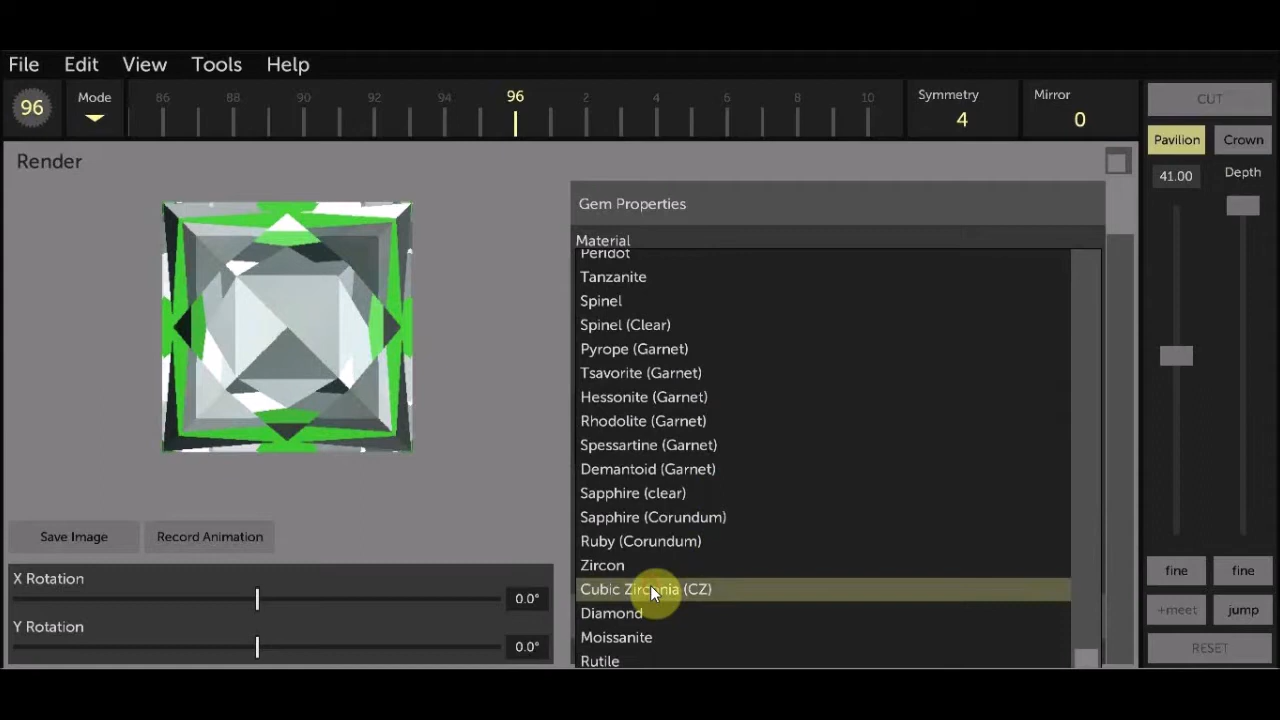 File Edit View Tools Help
96 Mode 86 88 90 92 94 96 2 4 6 8 10 Symmetry 4 Mirror 0 CUT
Render
Pavilion Crown
41.00 Depth
Gem Properties
Material
Peridot
Tanzanite
Spinel
Spinel (Clear)
Pyrope (Garnet)
Tsavorite (Garnet)
Hessonite (Garnet)
Rhodolite (Garnet)
Spessartine (Garnet)
Demantoid (Garnet)
Sapphire (clear)
Sapphire (Corundum)
Ruby (Corundum)
Zircon
Cubic Zirconia (CZ)
Diamond
Moissanite
Rutile
Save Image Record Animation
X Rotation
0.0°
Y Rotation
0.0°
fine fine
+meet jump
RESET